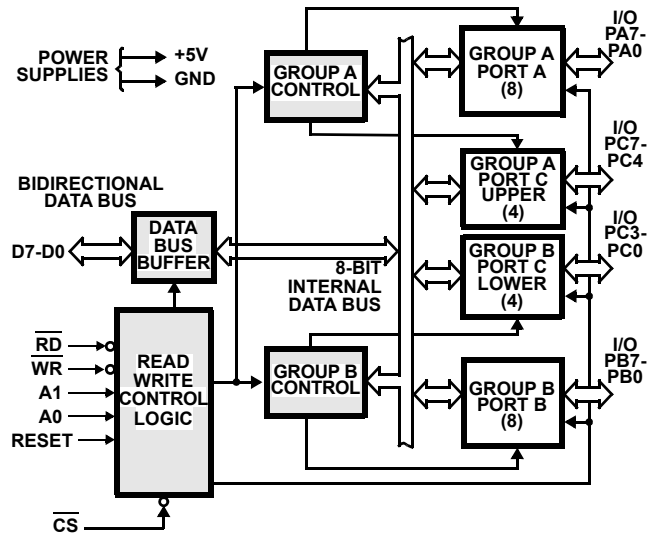 POWER
SUPPLIES
+5V
GND
GROUP A
CONTROL
GROUP A
PORT A
(8)
I/O
PA7-
PA0
GROUP A
PORT C
UPPER
(4)
I/O
PC7-
PC4
BIDIRECTIONAL
DATA BUS
D7-D0
DATA
BUS
BUFFER
8-BIT
INTERNAL
DATA BUS
GROUP B
PORT C
LOWER
(4)
I/O
PC3-
PC0
RD
WR
A1
A0
RESET
READ
WRITE
CONTROL
LOGIC
GROUP B
CONTROL
GROUP B
PORT B
(8)
I/O
PB7-
PB0
CS